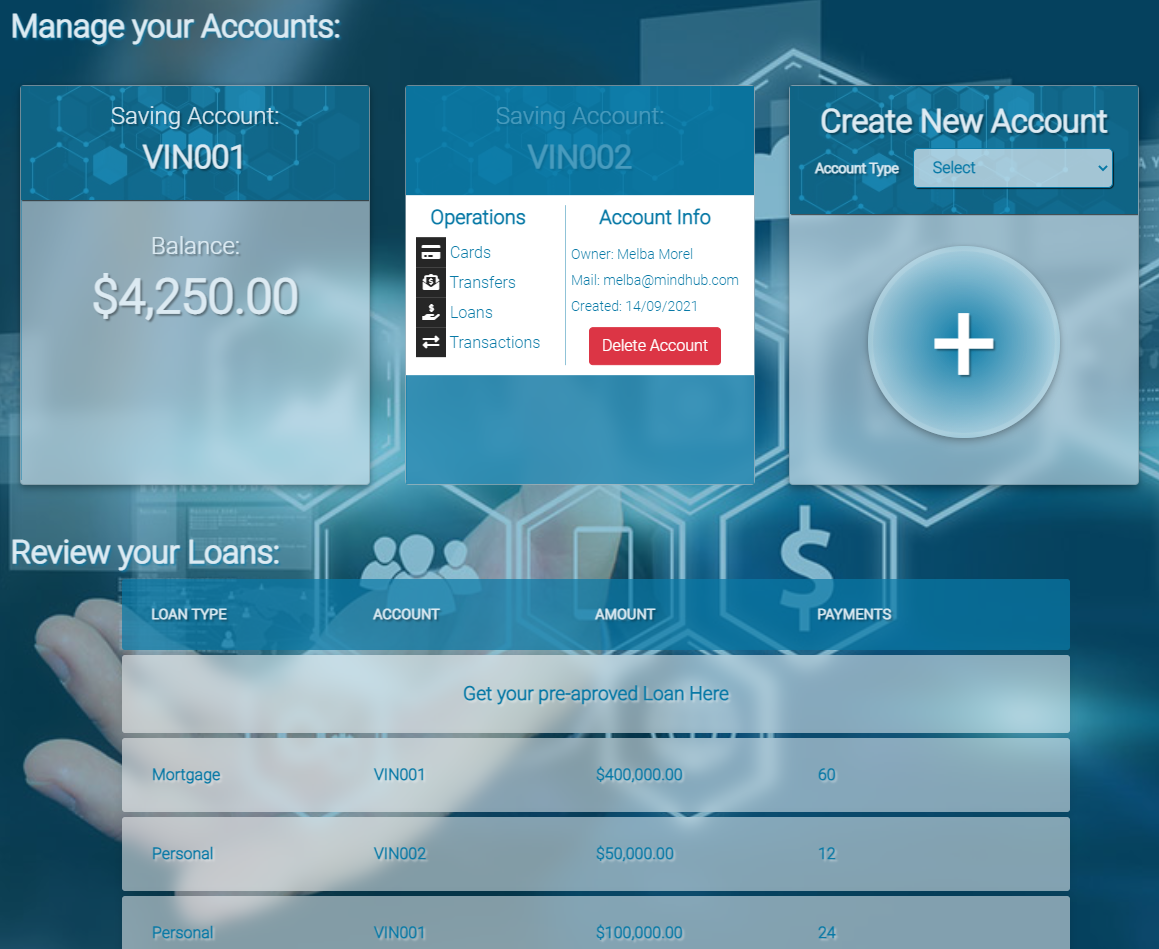 Manage your Accounts:
Saving Account:
VIN001
Balance:
$4,250.00
Saving Account:
VIN002
Operations
Cards
Transfers
Loans
Transactions
Account Info
Owner: Melba Morel
Mail: melba@mindhub.com
Created: 14/09/2021
Delete Account
Create New Account
Account Type Select
Review your Loans:
LOAN TYPE ACCOUNT AMOUNT PAYMENTS
Get your pre-aproved Loan Here
Mortgage VIN001 $400,000.00 60
Personal VIN002 $50,000.00 12
Personal VIN001 $100,000.00 24